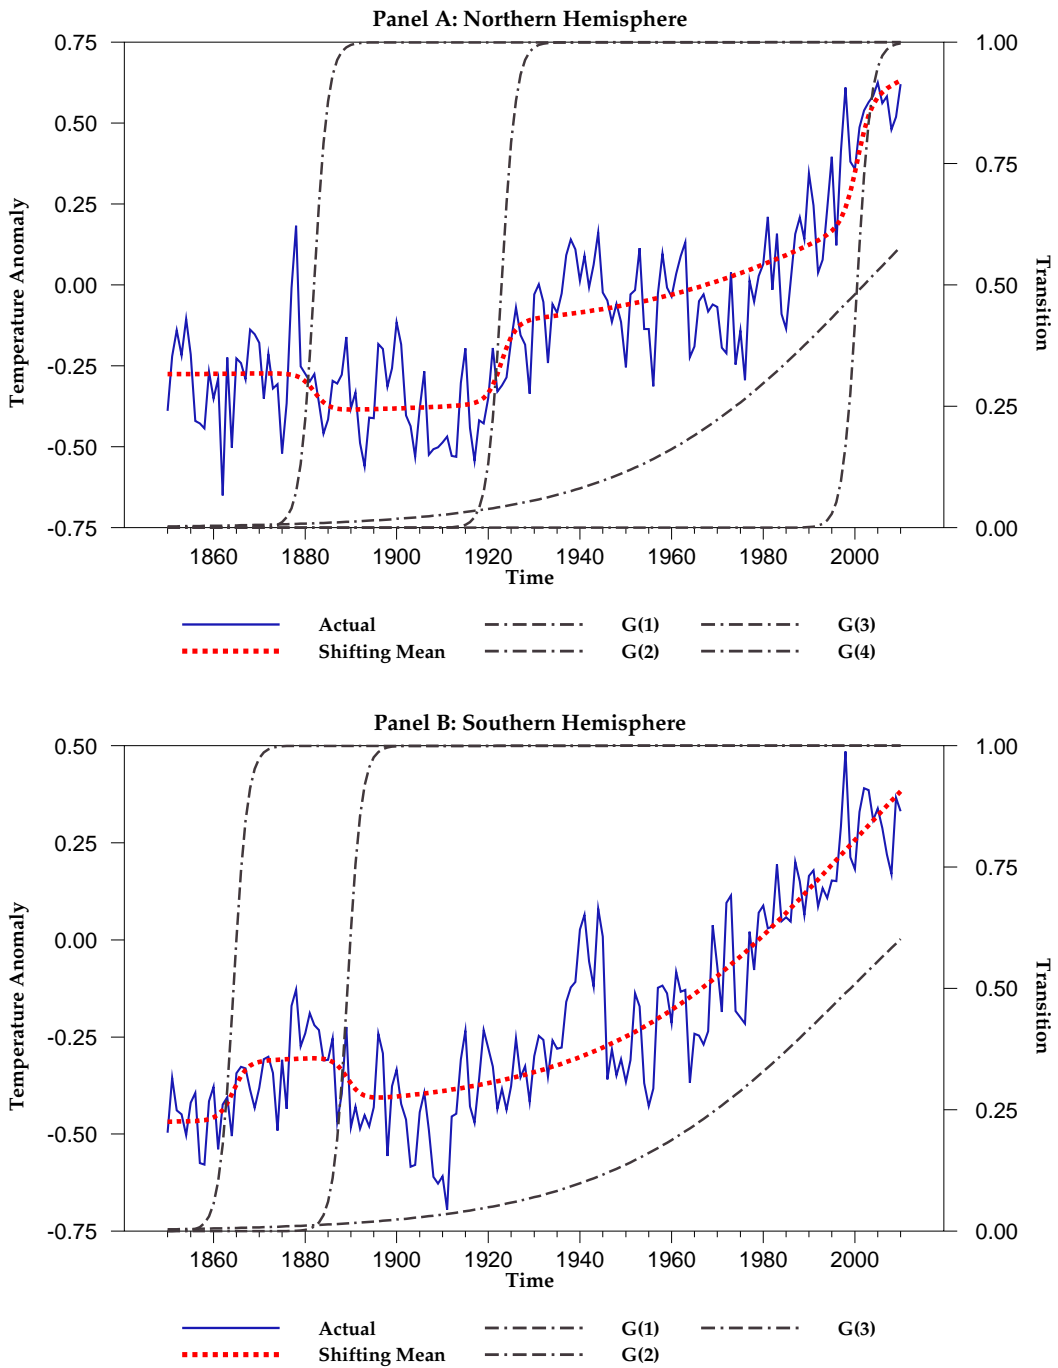 Panel A: Northern Hemisphere
0.75
0.50
0.25
0.00
-0.25
-0.50
-0.75
Temperature Anomaly
1.00
0.75
0.50
0.25
0.00
Transition
1860 1880 1900 1920 1940 1960 1980 2000
Time
Actual G(1) G(3)
Shifting Mean G(2) G(4)
Panel B: Southern Hemisphere
0.50
0.25
0.00
-0.25
-0.50
-0.75
Temperature Anomaly
1.00
0.75
0.50
0.25
0.00
Transition
1860 1880 1900 1920 1940 1960 1980 2000
Time
Actual G(1) G(3)
Shifting Mean G(2)